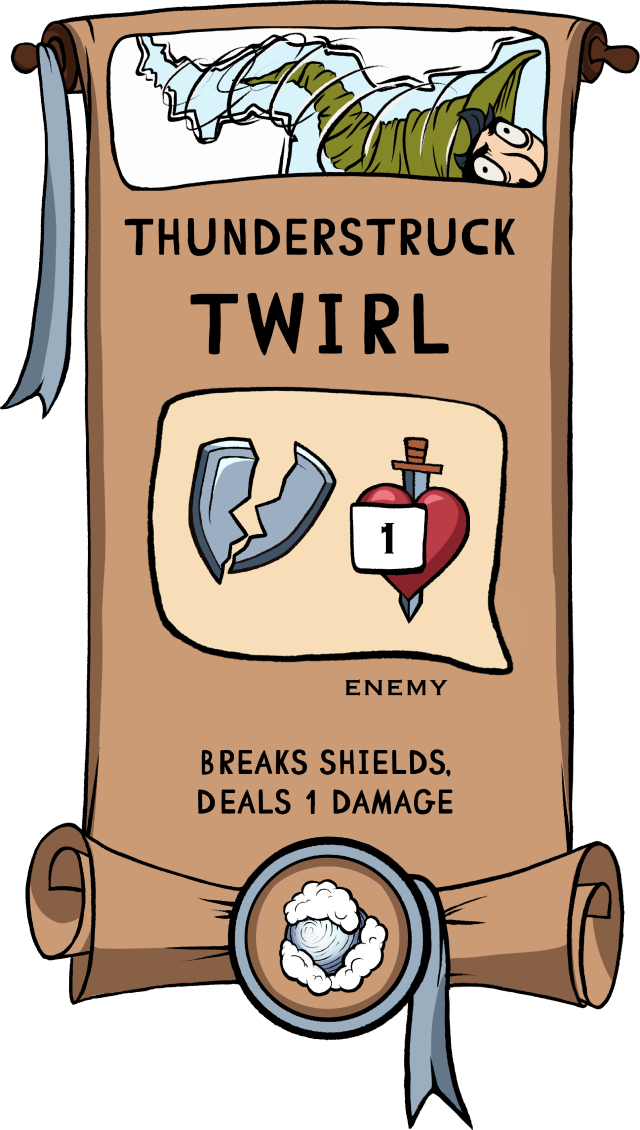 THUNDERSTRUCK
TWIRL
1
ENEMY
BREAKS SHIELDS,
DEALS 1 DAMAGE